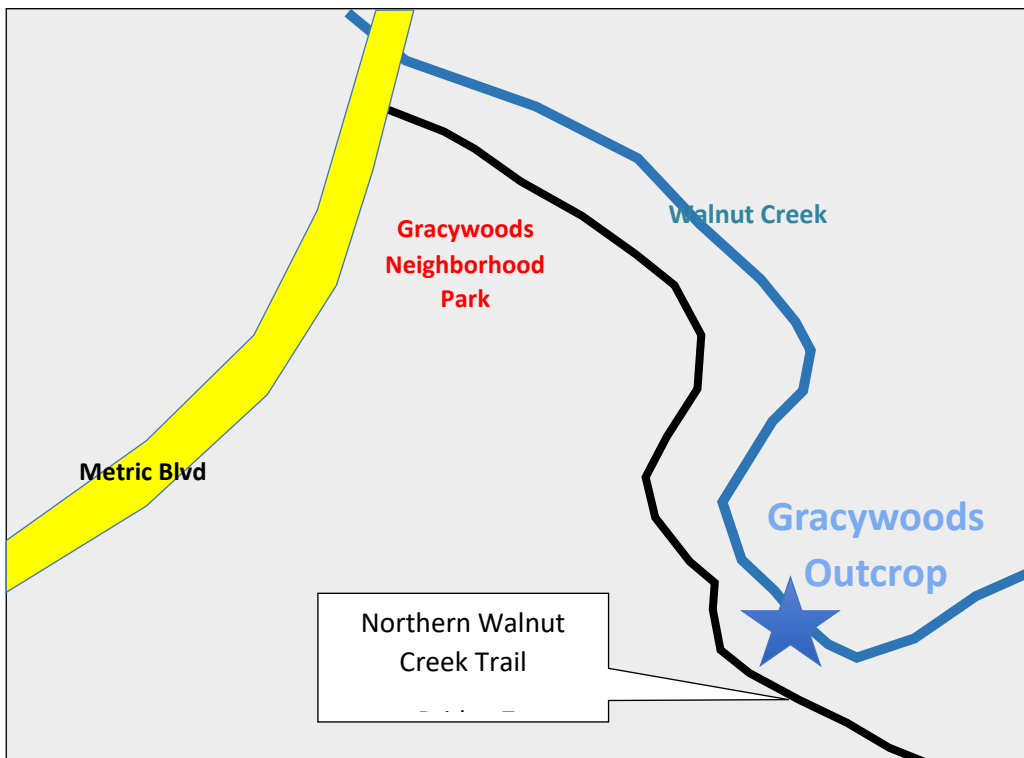 Walnut Creek
Gracywoods
Neighborhood
Park
Metric Blvd
Gracywoods
Outcrop
Northern Walnut
Creek Trail